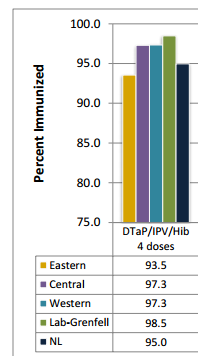 Percent Immunized
100.0
95.0
90.0
85.0
80.0
75.0
DTaP/IPV/Hib
4 doses
Eastern 93.5
Central 97.3
Western 97.3
Lab-Grenfell 98.5
NL 95.0